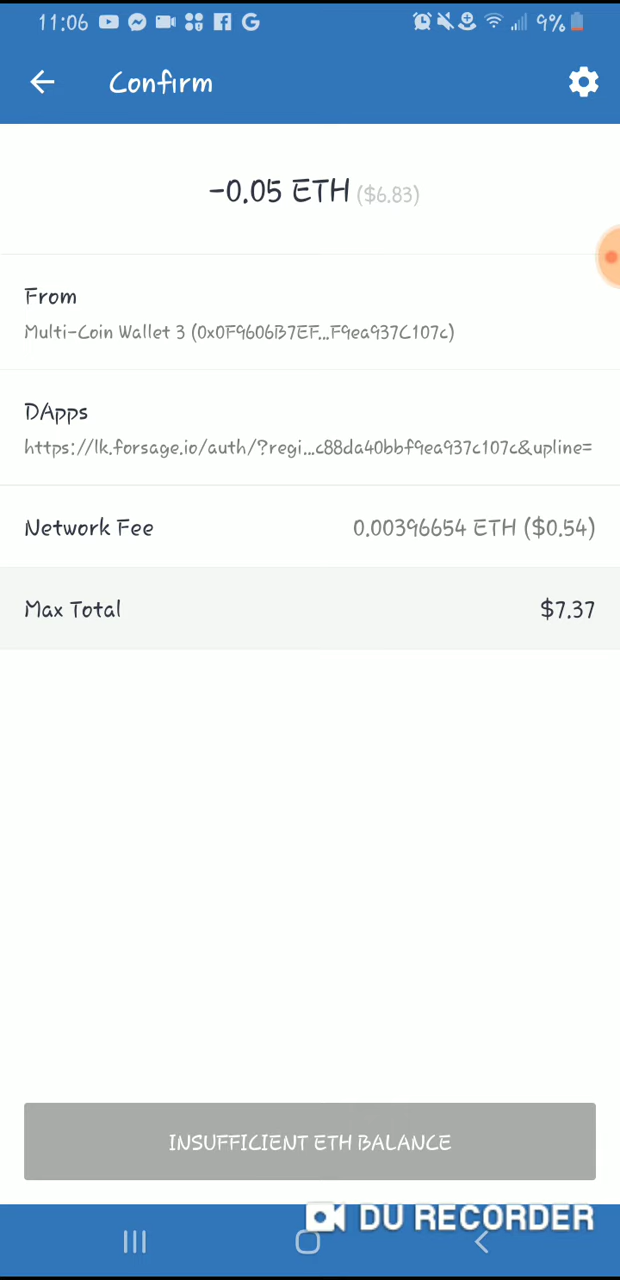 11:06 9%
Confirm
-0.05 ETH ($6.83)
From
Multi-Coin Wallet 3 (0x0F9606B7EF...F9ea937C107c)
DApps
https://lk.forsage.io/auth/?regi...c88da40bbf9ea937c107c&upline=
Network Fee 0.00396654 ETH ($0.54)
Max Total $7.37
INSUFFICIENT ETH BALANCE
DU RECORDER